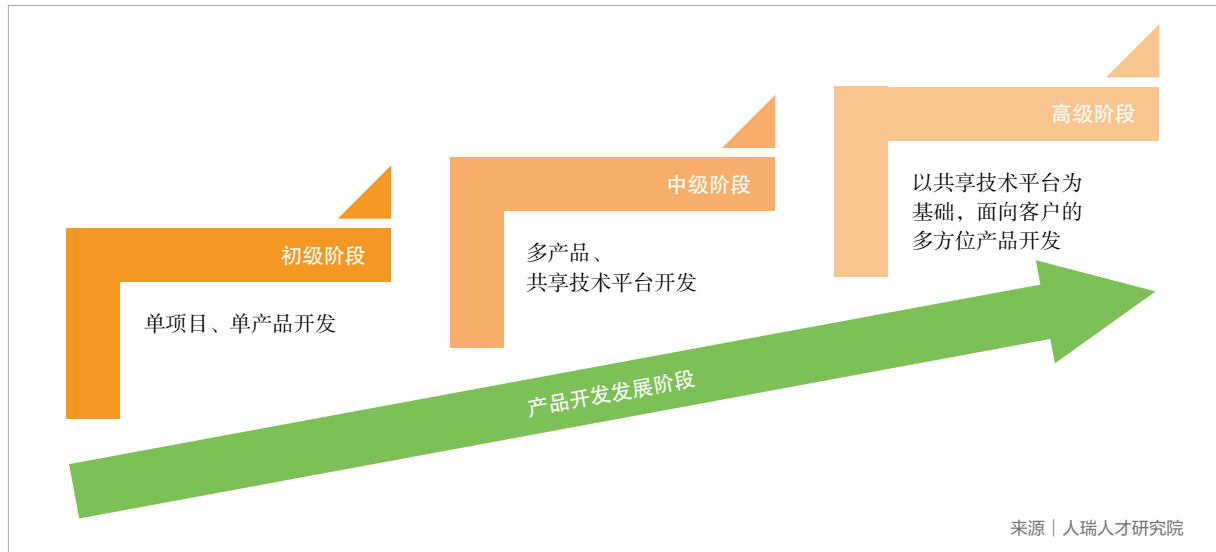 初级阶段
单项目、单产品开发
中级阶段
多产品、
共享技术平台开发
高级阶段
以共享技术平台为
基础，面向客户的
多方位产品开发
产品开发发展阶段
来源｜人瑞人才研究院